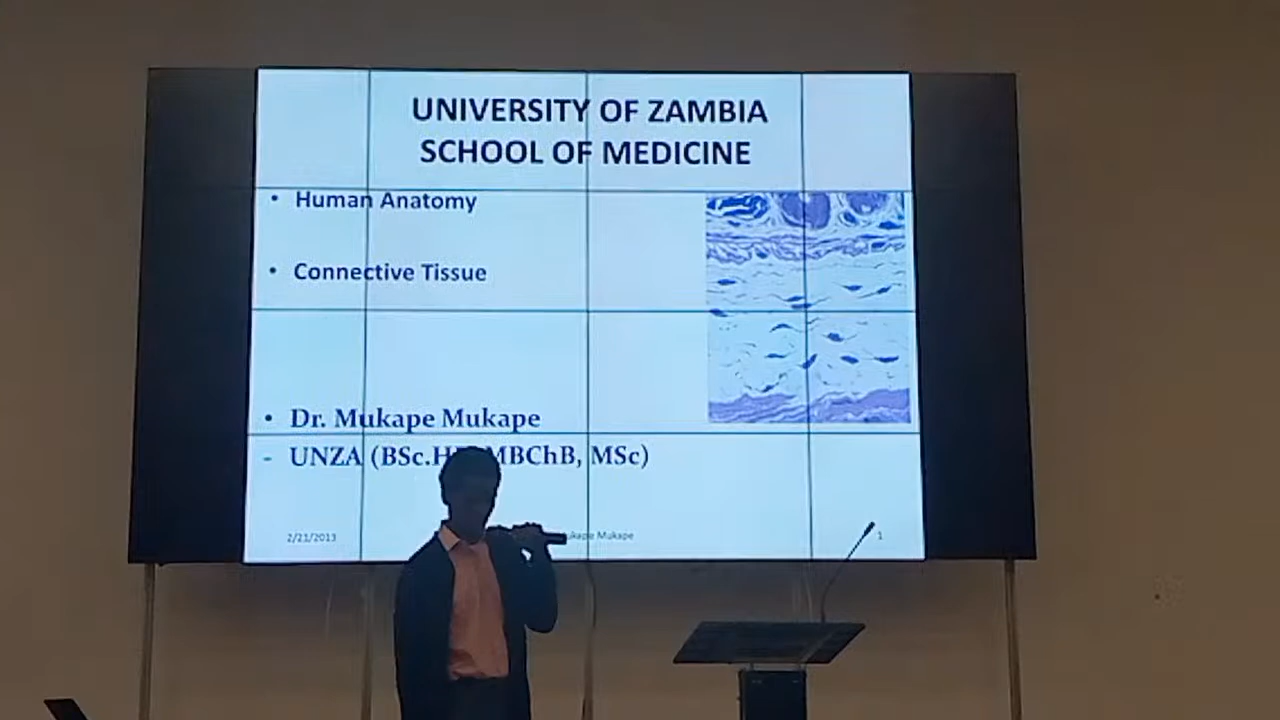 UNIVERSITY OF ZAMBIA
SCHOOL OF MEDICINE
• Human Anatomy
• Connective Tissue
• Dr. Mukape Mukape
- UNZA (BSc. MBChB, MSc)
2/21/2013
Mukape
1